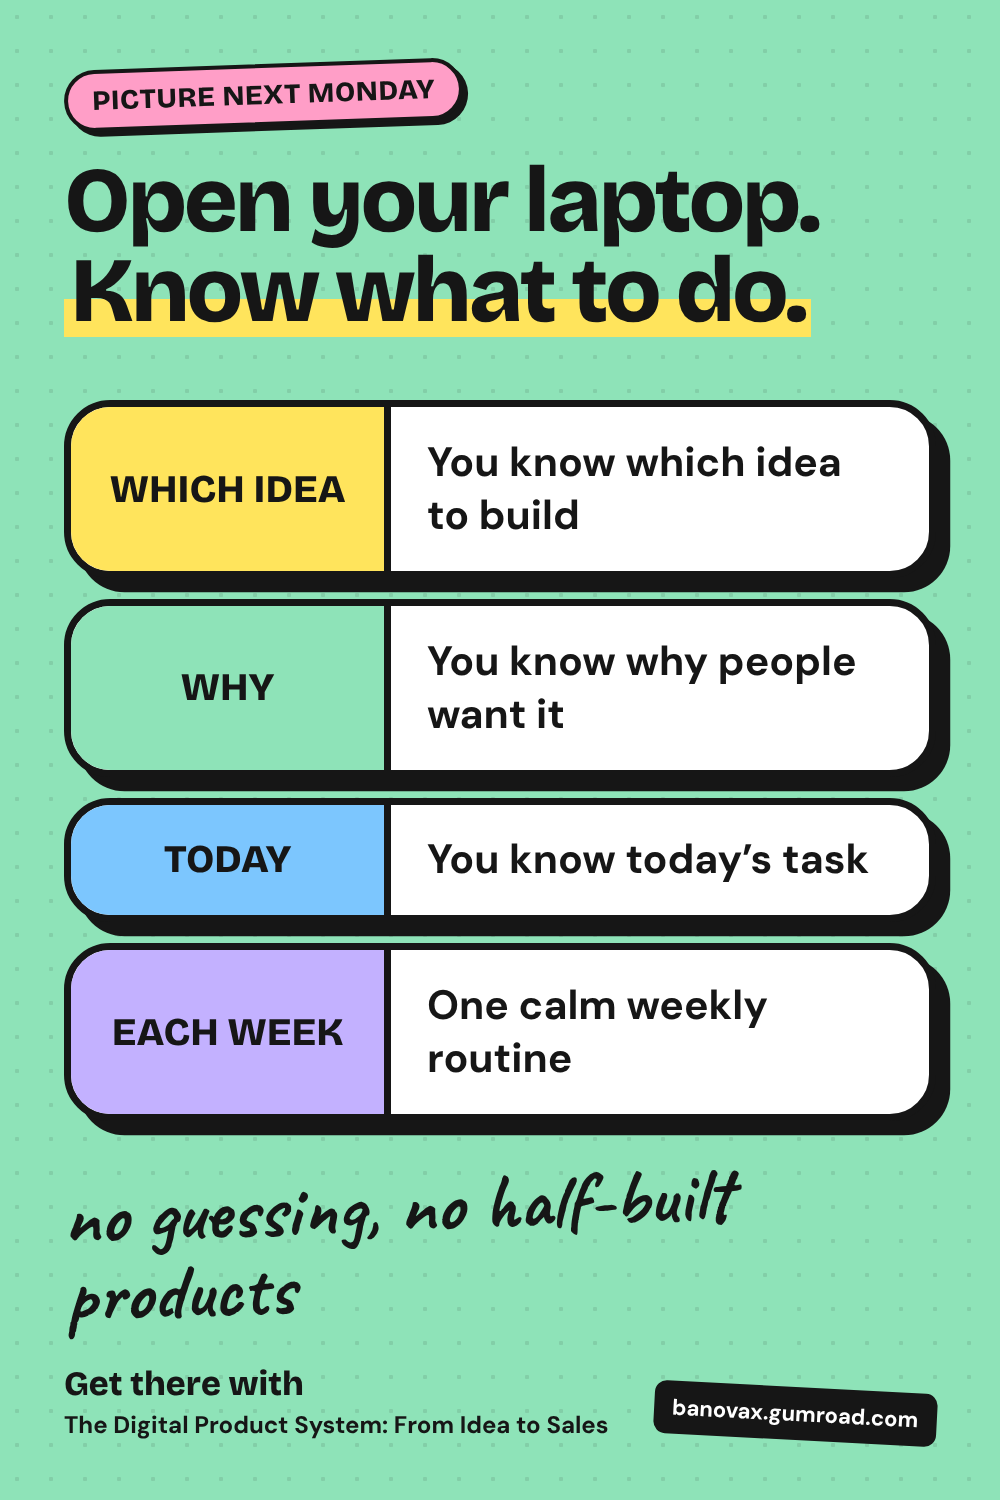 PICTURE NEXT MONDAY
Open your laptop.
Know what to do.
WHICH IDEA
You know which idea
to build
WHY
You know why people
want it
TODAY
You know today’s task
EACH WEEK
One calm weekly
routine
no guessing, no half-built
products
Get there with
The Digital Product System: From Idea to Sales
banovax.gumroad.com